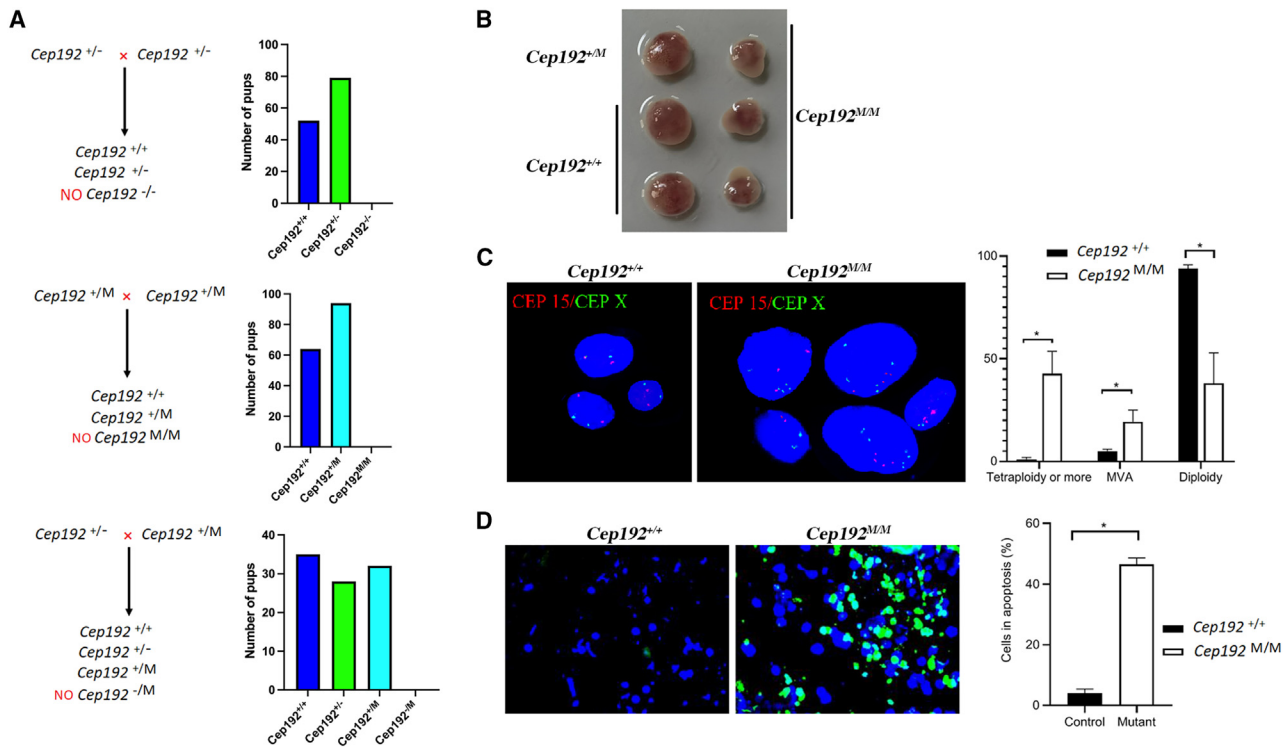 A
Cep192 +/- × Cep192 +/-
Cep192 +/+
Cep192 +/-
NO Cep192 -/-
Number of pups
100
80
60
40
20
0
Cep192+/+
Cep192+/-
Cep192-/-
Cep192 +/M × Cep192 +/M
Cep192 +/+
Cep192 +/M
NO Cep192 M/M
Number of pups
100
80
60
40
20
0
Cep192+/+
Cep192+/M
Cep192M/M
Cep192 +/- × Cep192 +/M
Cep192 +/+
Cep192 +/-
Cep192 +/M
NO Cep192 -/M
Number of pups
40
30
20
10
0
Cep192+/+
Cep192+/-
Cep192+/M
Cep192-/M
B
Cep192+/M
Cep192+/+
Cep192M/M
C
Cep192+/+
CEP 15/CEP X
Cep192M/M
CEP 15/CEP X
Cep192 +/+
Cep192 M/M
100
50
0
*
*
*
Tetraploidy or more
MVA
Diploidy
D
Cep192+/+
Cep192M/M
Cells in apoptosis (%)
60
40
20
0
*
Control
Mutant
Cep192 +/+
Cep192 M/M